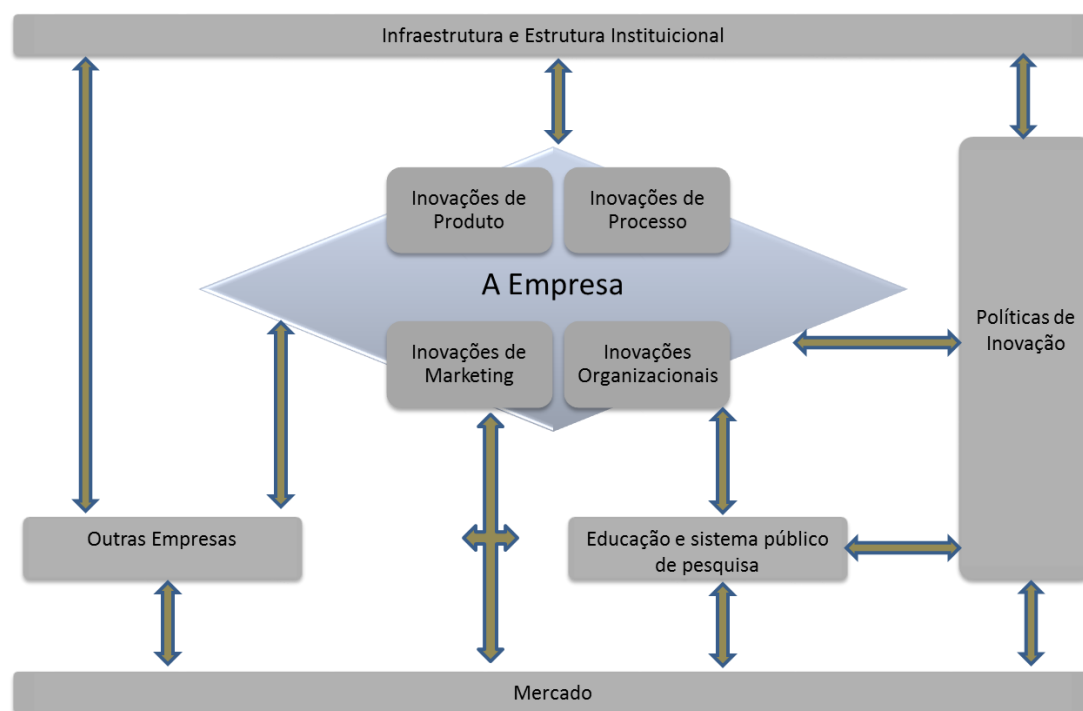 Infraestrutura e Estrutura Instituicional
Inovações de
Produto
Inovações de
Processo
A Empresa
Inovações de
Marketing
Inovações
Organizacionais
Políticas de
Inovação
Outras Empresas
Educação e sistema público
de pesquisa
Mercado